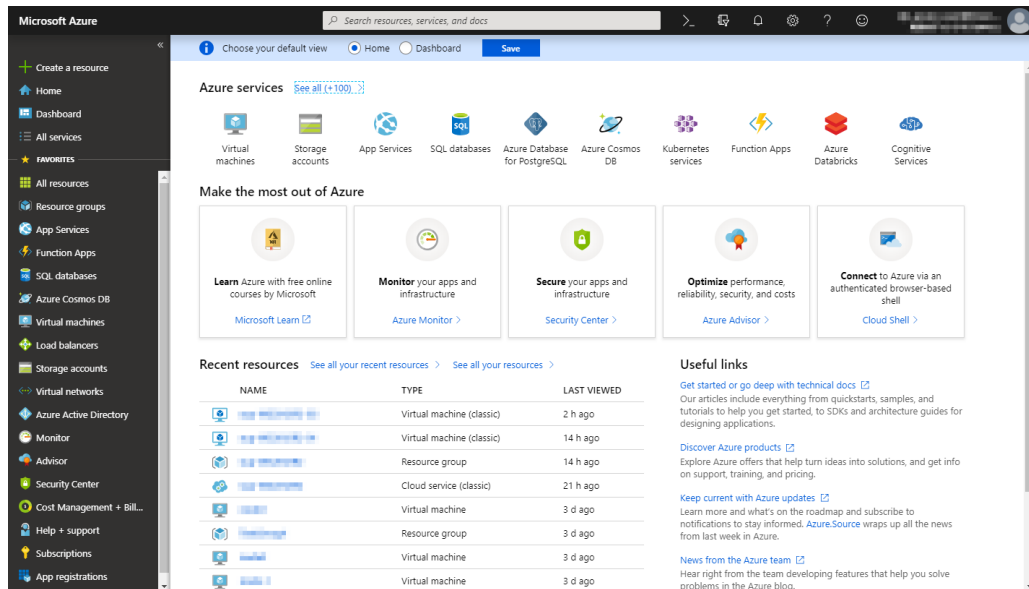 Microsoft Azure
Search resources, services, and docs
Choose your default view Home Dashboard Save
Create a resource
Home
Dashboard
All services
FAVORITES
All resources
Resource groups
App Services
Function Apps
SQL databases
Azure Cosmos DB
Virtual machines
Load balancers
Storage accounts
Virtual networks
Azure Active Directory
Monitor
Advisor
Security Center
Cost Management + Bill...
Help + support
Subscriptions
App registrations
Azure services See all (+100)
Virtual machines
Storage accounts
App Services
SQL databases
Azure Database for PostgreSQL
Azure Cosmos DB
Kubernetes services
Function Apps
Azure Databricks
Cognitive Services
Make the most out of Azure
Learn Azure with free online
courses by Microsoft
Microsoft Learn
Monitor your apps and
infrastructure
Azure Monitor >
Secure your apps and
infrastructure
Security Center >
Optimize performance,
reliability, security, and costs
Azure Advisor >
Connect to Azure via an
authenticated browser-based
shell
Cloud Shell >
Recent resources See all your recent resources > See all your resources >
NAME TYPE LAST VIEWED
Virtual machine (classic) 2 h ago
Virtual machine (classic) 14 h ago
Resource group 14 h ago
Cloud service (classic) 21 h ago
Virtual machine 3 d ago
Resource group 3 d ago
Virtual machine 3 d ago
Virtual machine 3 d ago
Useful links
Get started or go deep with technical docs
Our articles include everything from quickstarts, samples, and
tutorials to help you get started, to SDKs and architecture guides for
designing applications.
Discover Azure products
Explore Azure offers that help turn ideas into solutions, and get info
on support, training, and pricing.
Keep current with Azure updates
Learn more and what's on the roadmap and subscribe to
notifications to stay informed. Azure.Source wraps up all the news
from last week in Azure.
News from the Azure team
Hear right from the team developing features that help you solve
problems in the Azure blog.